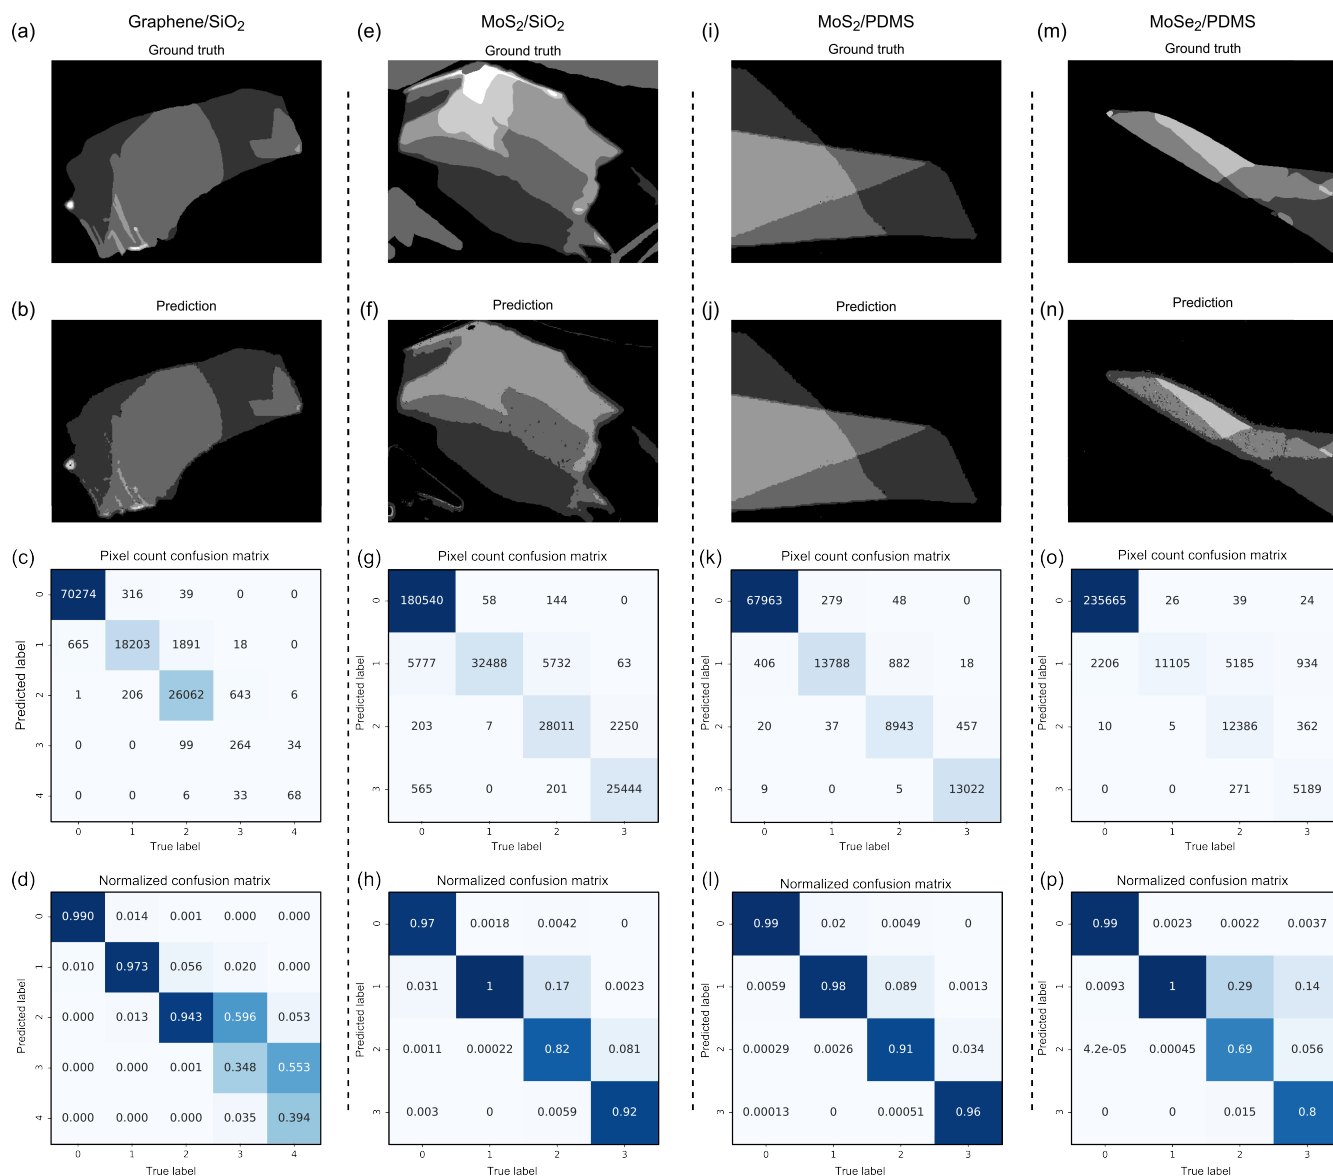 Graphene/SiO2
MoS2/SiO2
MoS2/PDMS
MoSe2/PDMS
(a)
Ground truth
(e)
Ground truth
(i)
Ground truth
(m)
Ground truth
(b)
Prediction
(f)
Prediction
(j)
Prediction
(n)
Prediction
(c)
Pixel count confusion matrix
Predicted label
0
70274 316 39 0 0
1
665 18203 1891 18 0
2
1 206 26062 643 6
3
0 0 99 264 34
4
0 0 6 33 68
0 1 2 3 4
True label
(g)
Pixel count confusion matrix
Predicted label
0
180540 58 144 0
1
5777 32488 5732 63
2
203 7 28011 2250
3
565 0 201 25444
0 1 2 3
True label
(k)
Pixel count confusion matrix
Predicted label
0
67963 279 48 0
1
406 13788 882 18
2
20 37 8943 457
3
9 0 5 13022
0 1 2 3
True label
(o)
Pixel count confusion matrix
Predicted label
0
235665 26 39 24
1
2206 11105 5185 934
2
10 5 12386 362
3
0 0 271 5189
0 1 2 3
True label
(d)
Normalized confusion matrix
Predicted label
0
0.990 0.014 0.001 0.000 0.000
1
0.010 0.973 0.056 0.020 0.000
2
0.000 0.013 0.943 0.596 0.053
3
0.000 0.000 0.001 0.348 0.553
4
0.000 0.000 0.000 0.035 0.394
0 1 2 3 4
True label
(h)
Normalized confusion matrix
Predicted label
0
0.97 0.0018 0.0042 0
1
0.031 1 0.17 0.0023
2
0.0011 0.00022 0.82 0.081
3
0.003 0 0.0059 0.92
0 1 2 3
True label
(l)
Normalized confusion matrix
Predicted label
0
0.99 0.02 0.0049 0
1
0.0059 0.98 0.089 0.0013
2
0.00029 0.0026 0.91 0.034
3
0.00013 0 0.00051 0.96
0 1 2 3
True label
(p)
Normalized confusion matrix
Predicted label
0
0.99 0.0023 0.0022 0.0037
1
0.0093 1 0.29 0.14
2
4.2e-05 0.00045 0.69 0.056
3
0 0 0.015 0.8
0 1 2 3
True label